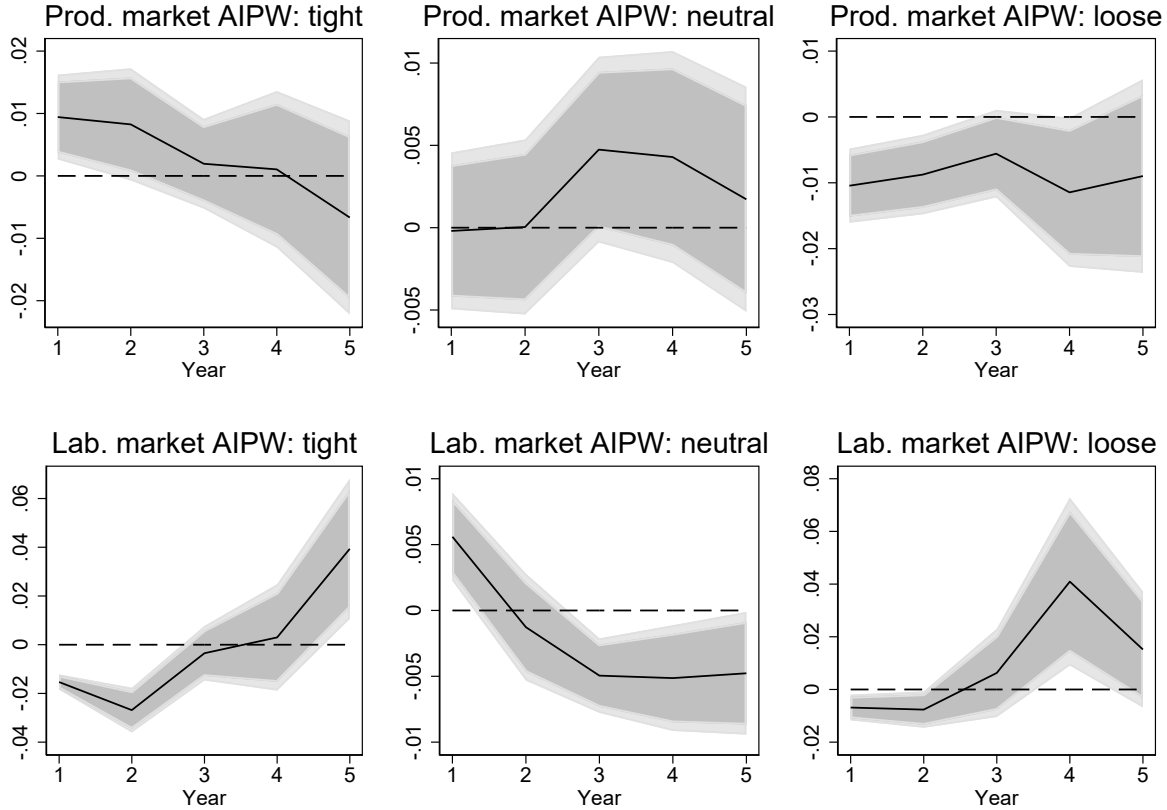 Prod. market AIPW: tight
.02
.01
0
-.01
-.02
1 2 3 4 5
Year
Prod. market AIPW: neutral
.01
.005
0
-.005
1 2 3 4 5
Year
Prod. market AIPW: loose
.01
0
-.01
-.02
-.03
1 2 3 4 5
Year
Lab. market AIPW: tight
.06
.04
.02
0
-.02
-.04
1 2 3 4 5
Year
Lab. market AIPW: neutral
.01
.005
0
-.005
-.01
1 2 3 4 5
Year
Lab. market AIPW: loose
.08
.06
.04
.02
0
-.02
1 2 3 4 5
Year